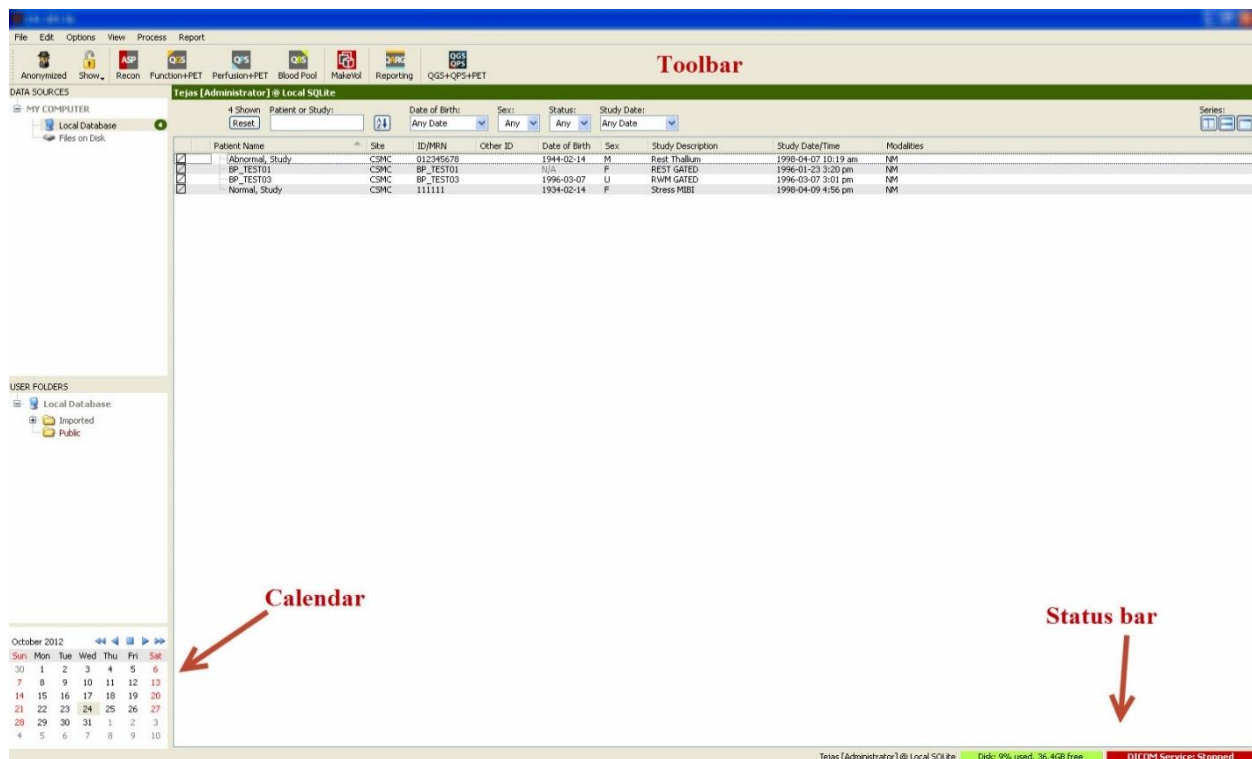 File Edit Options View Process Report
ASP QGS QPS QBS QARG QGS QPS
Anonymized Show Recon Function+PET Perfusion+PET Blood Pool MakeVol Reporting QGS+QPS+PET
Toolbar
DATA SOURCES
MY COMPUTER
Local Database 4
Files on Disk
Tejas [Administrator] @ Local SQLite
4 Shown Patient or Study: Date of Birth: Sex: Status: Study Date: Series:
Reset Any Date Any Any Any Date
Patient Name Site ID/MRN Other ID Date of Birth Sex Study Description Study Date/Time Modalities
Abnormal, Study CSMC 012345678 1944-02-14 M Rest Thallium 1998-04-07 10:19 am NM
BP_TEST01 CSMC BP_TEST01 N/A F REST GATED 1996-01-23 3:20 pm NM
BP_TEST03 CSMC BP_TEST03 1996-03-07 U RWM GATED 1996-03-07 3:01 pm NM
Normal, Study CSMC 111111 1934-02-14 F Stress MIBI 1998-04-09 4:56 pm NM
USER FOLDERS
Local Database
Imported
Public
Calendar
Status bar
October 2012
Sun Mon Tue Wed Thu Fri Sat
30 1 2 3 4 5 6
7 8 9 10 11 12 13
14 15 16 17 18 19 20
21 22 23 24 25 26 27
28 29 30 31 1 2 3
4 5 6 7 8 9 10
Tejas [Administrator] @ Local SQLite Disk: 9% used, 36.4GB free DICOM Service: Stopped